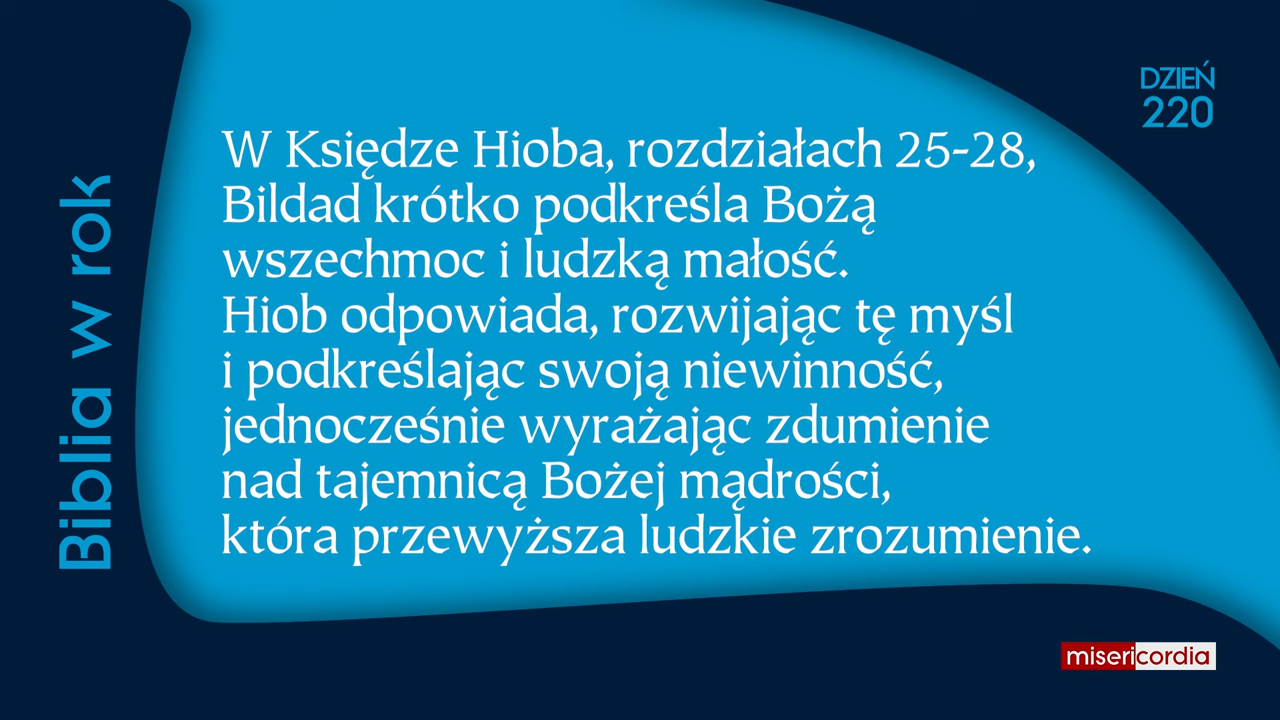 Biblia w rok
DZIEŃ
220
W Księdze Hioba, rozdziałach 25-28,
Bildad krótko podkreśla Bożą
wszechmoc i ludzką małość.
Hiob odpowiada, rozwijając tę myśl
i podkreślając swoją niewinność,
jednocześnie wyrażając zdumienie
nad tajemnicą Bożej mądrości,
która przewyższa ludzkie zrozumienie.
misericordia